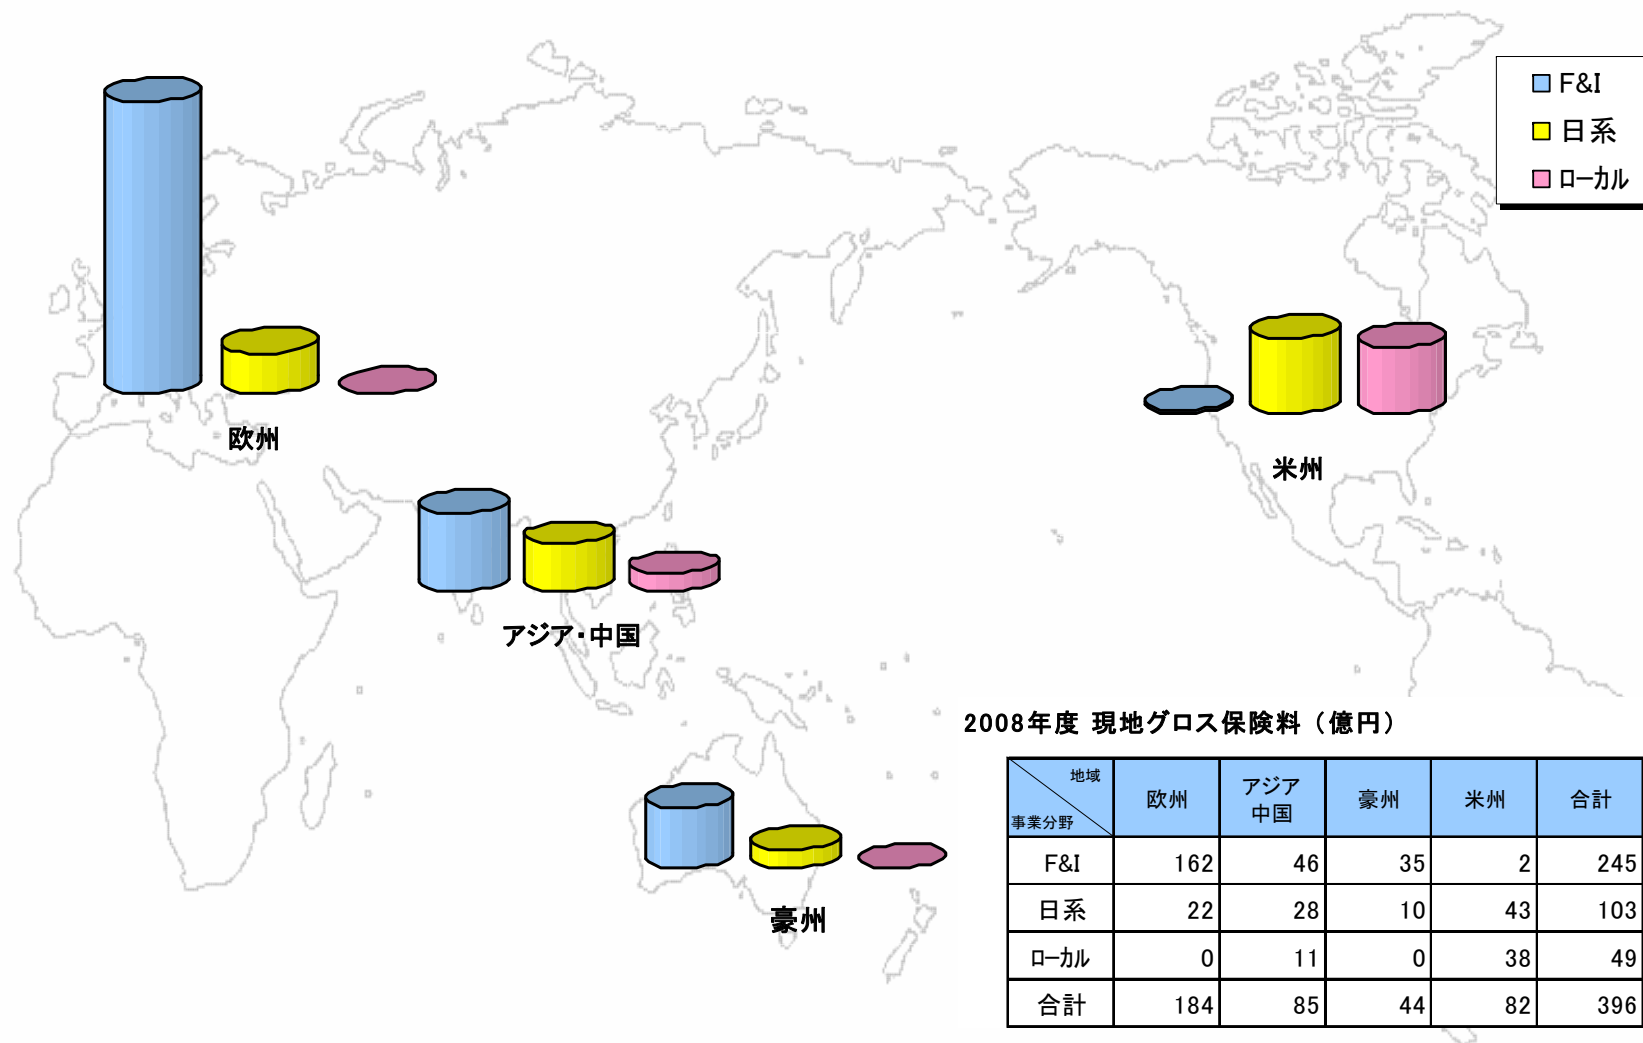 F&I
日系
ローカル
欧州
米州
アジア・中国
豪州
2008年度 現地グロス保険料（億円）
地域
事業分野
欧州
アジア
中国
豪州
米州
合計
F&I 162 46 35 2 245
日系 22 28 10 43 103
ローカル 0 11 0 38 49
合計 184 85 44 82 396